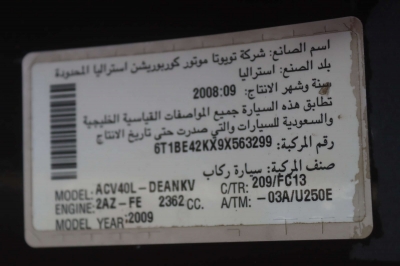 اسم الصانع: شركة تويوتا موتور كوربوريشن استراليا المحدودة
بلد الصنع: استراليا
سنة وشهر الانتاج: 2008:09
تطابق هذه السيارة جميع المواصفات القياسية الخليجية
والسعودية للسيارات والتي صدرت حتى تاريخ الانتاج
رقم المركبة: 6T1BE42KX9X563299
صنف المركبة: سيارة ركاب
MODEL: ACV40L-DEANKV C/TR: 209/FC13
ENGINE: 2AZ-FE 2362 CC. A/TM: -03A/U250E
MODEL YEAR:2009